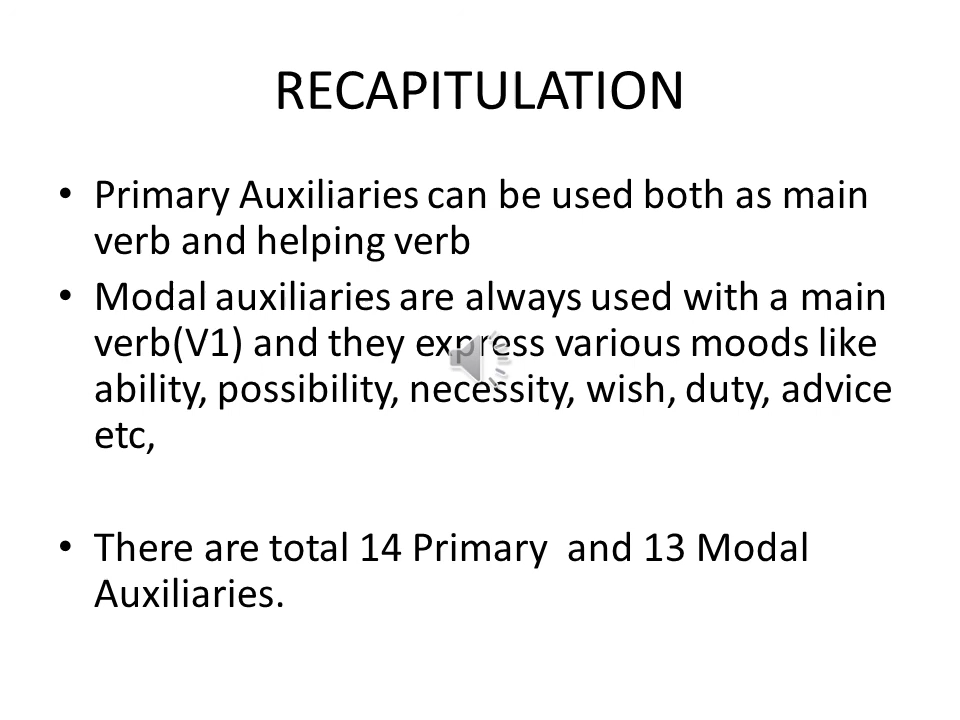 RECAPITULATION
• Primary Auxiliaries can be used both as main
verb and helping verb
• Modal auxiliaries are always used with a main
verb(V1) and they express various moods like
ability, possibility, necessity, wish, duty, advice
etc,
• There are total 14 Primary  and 13 Modal
Auxiliaries.